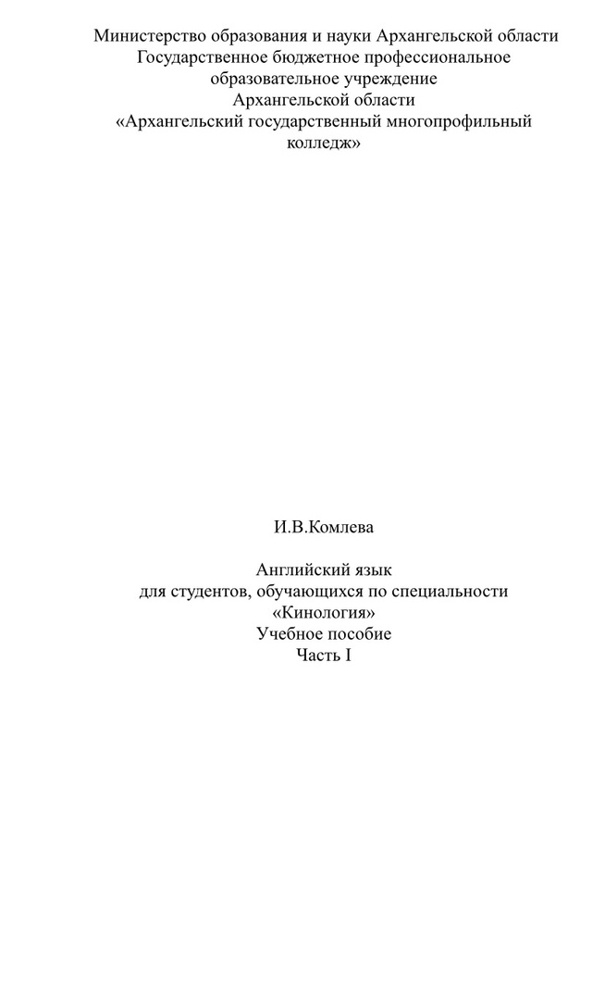 Министерство образования и науки Архангельской области
Государственное бюджетное профессиональное
образовательное учреждение
Архангельской области
«Архангельский государственный многопрофильный
колледж»
И.В.Комлева
Английский язык
для студентов, обучающихся по специальности
«Кинология»
Учебное пособие
Часть I